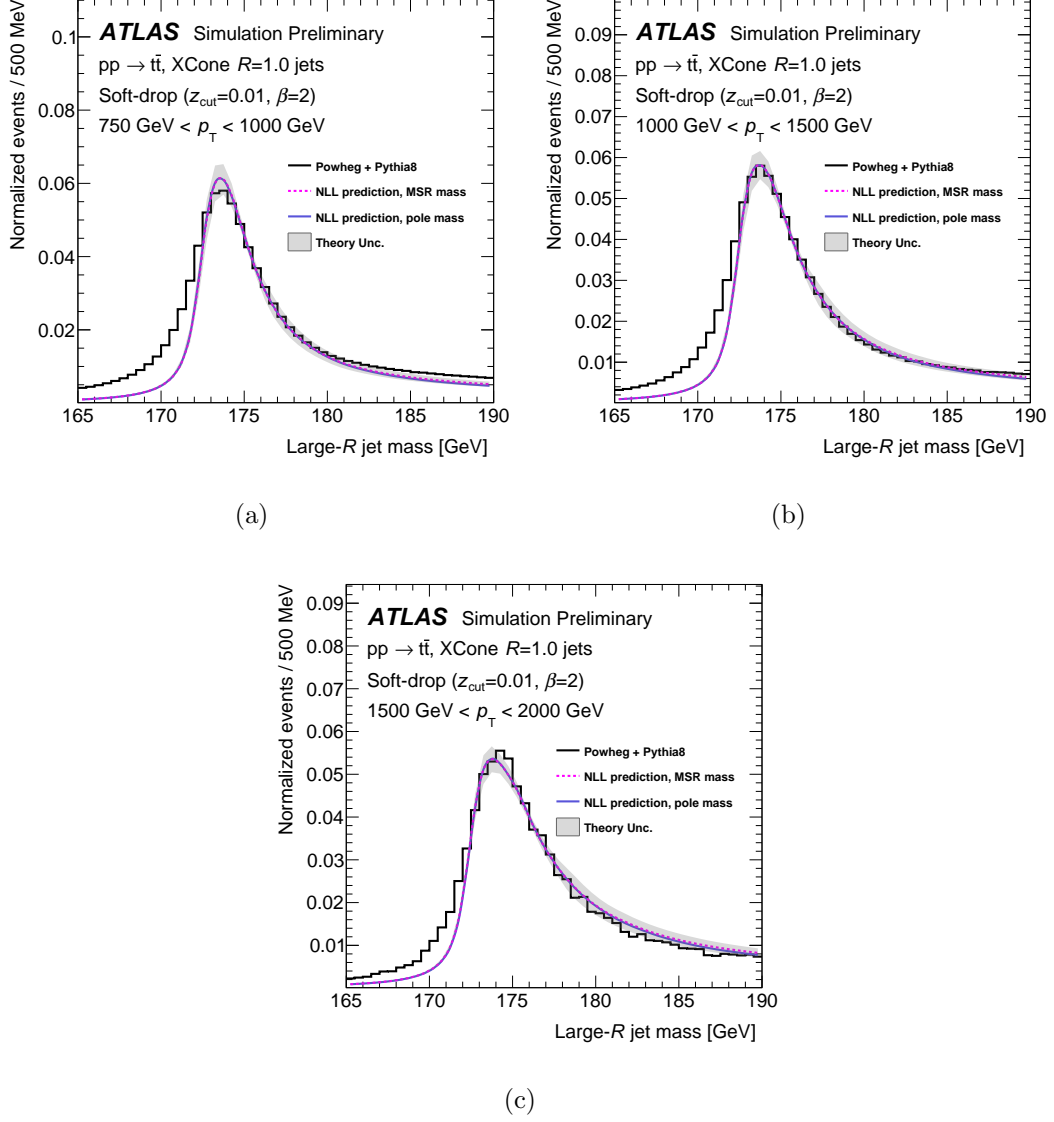 Normalized events / 500 MeV
0.1
0.08
0.06
0.04
0.02
ATLAS Simulation Preliminary
pp → tt̄, XCone R=1.0 jets
Soft-drop (z_cut=0.01, β=2)
750 GeV < p_T < 1000 GeV
Powheg + Pythia8
NLL prediction, MSR mass
NLL prediction, pole mass
Theory Unc.
165 170 175 180 185 190
Large-R jet mass [GeV]
(a)
Normalized events / 500 MeV
0.09
0.08
0.07
0.06
0.05
0.04
0.03
0.02
0.01
ATLAS Simulation Preliminary
pp → tt̄, XCone R=1.0 jets
Soft-drop (z_cut=0.01, β=2)
1000 GeV < p_T < 1500 GeV
Powheg + Pythia8
NLL prediction, MSR mass
NLL prediction, pole mass
Theory Unc.
165 170 175 180 185 190
Large-R jet mass [GeV]
(b)
Normalized events / 500 MeV
0.09
0.08
0.07
0.06
0.05
0.04
0.03
0.02
0.01
ATLAS Simulation Preliminary
pp → tt̄, XCone R=1.0 jets
Soft-drop (z_cut=0.01, β=2)
1500 GeV < p_T < 2000 GeV
Powheg + Pythia8
NLL prediction, MSR mass
NLL prediction, pole mass
Theory Unc.
165 170 175 180 185 190
Large-R jet mass [GeV]
(c)